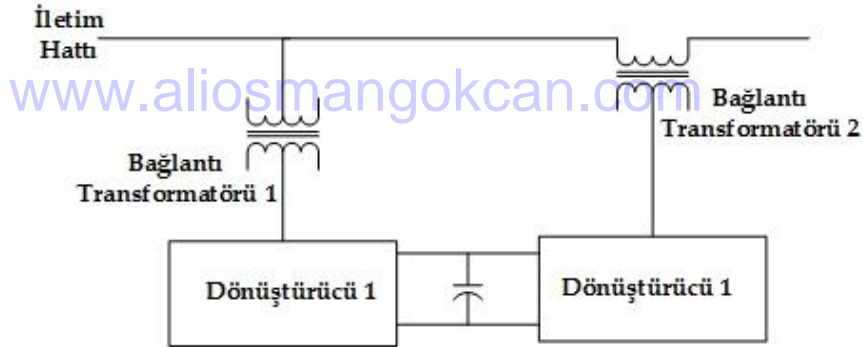 İletim
Hattı
www.aliosmangokcan.com
Bağlantı
Transformatörü 2
Bağlantı
Transformatörü 1
Dönüştürücü 1
Dönüştürücü 1